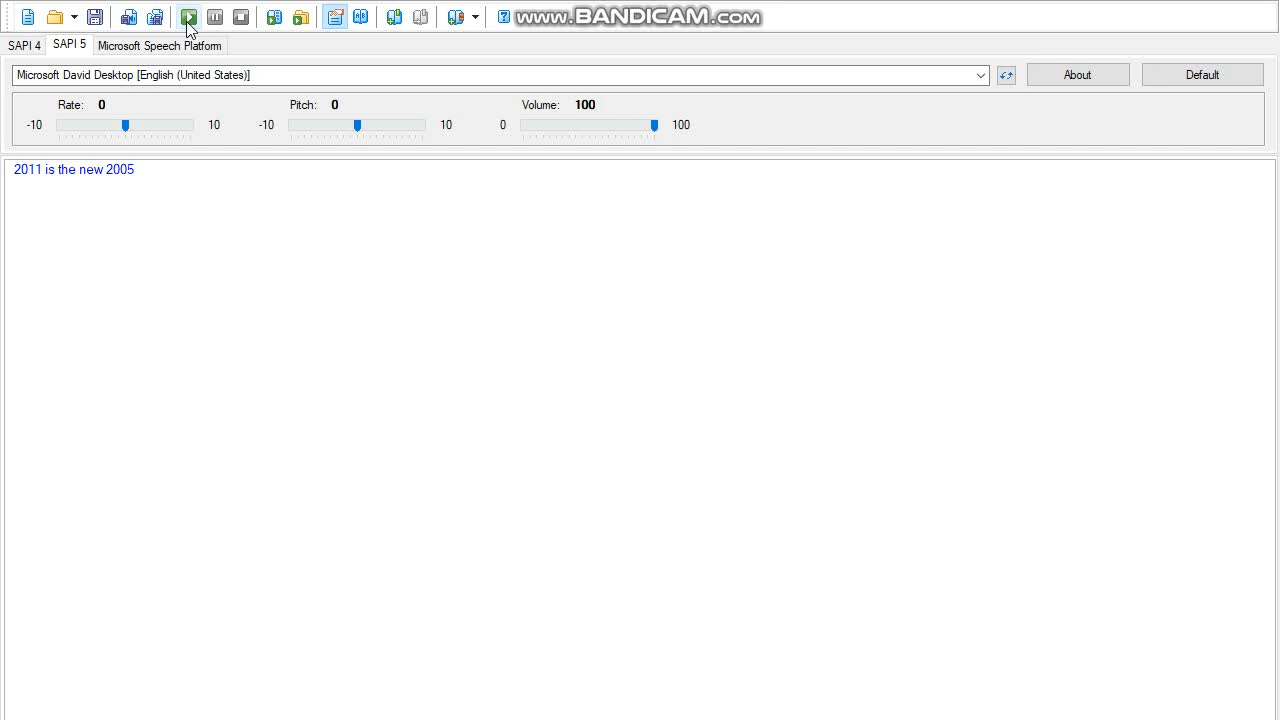 www.BANDICAM.com
SAPI 4 SAPI 5 Microsoft Speech Platform
Microsoft David Desktop [English (United States)] About Default
Rate: 0 Pitch: 0 Volume: 100
-10 10 -10 10 0 100
2011 is the new 2005